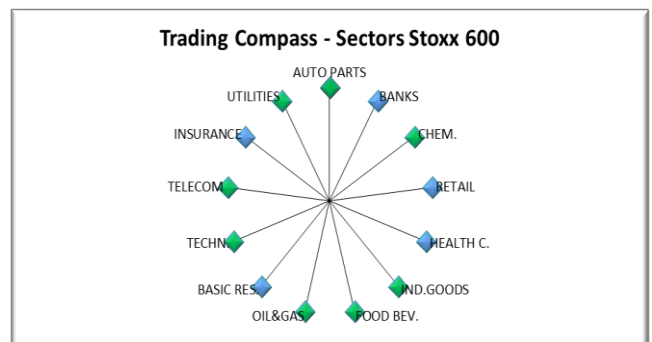 Trading Compass - Sectors Stoxx 600
AUTO PARTS
UTILITIES
BANKS
INSURANCE
CHEM.
TELECOM
RETAIL
TECHN.
HEALTH C.
BASIC RES.
IND.GOODS
OIL&GAS
FOOD BEV.